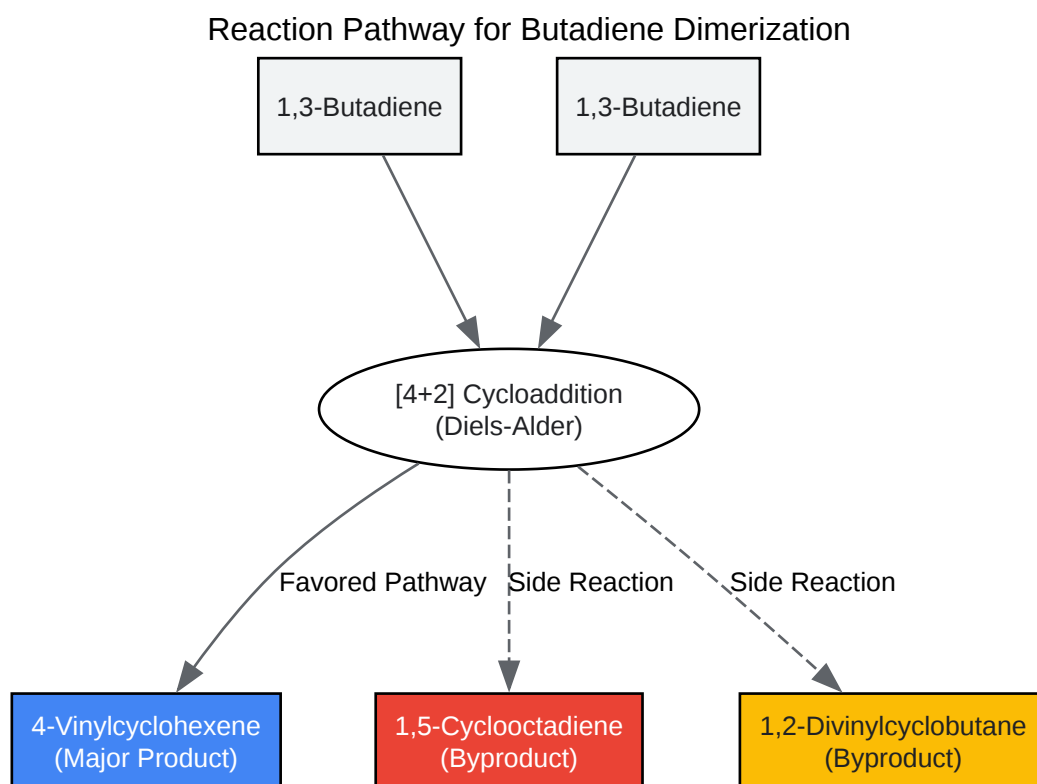 Reaction Pathway for Butadiene Dimerization
1,3-Butadiene
1,3-Butadiene
[4+2] Cycloaddition
(Diels-Alder)
Favored Pathway
Side Reaction
Side Reaction
4-Vinylcyclohexene
(Major Product)
1,5-Cyclooctadiene
(Byproduct)
1,2-Divinylcyclobutane
(Byproduct)